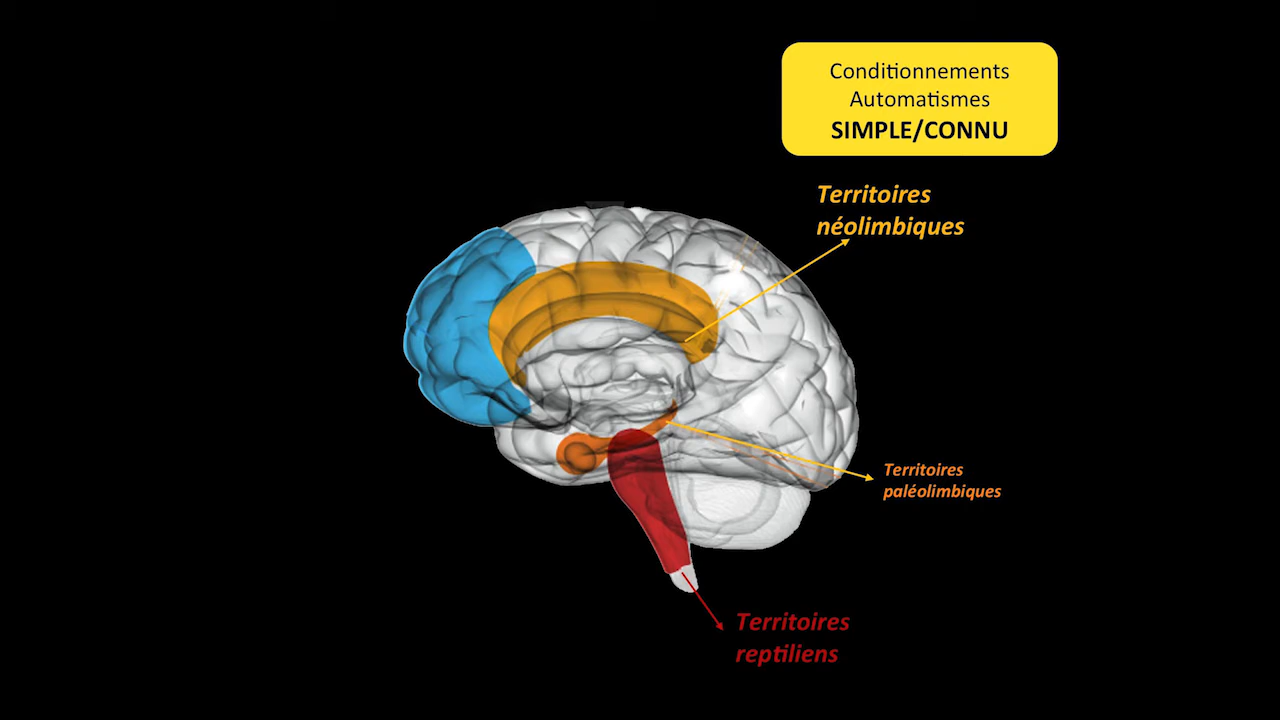 Conditionnements
Automatismes
SIMPLE/CONNU
Territoires
néolimbiques
Territoires
paléolimbiques
Territoires
reptiliens